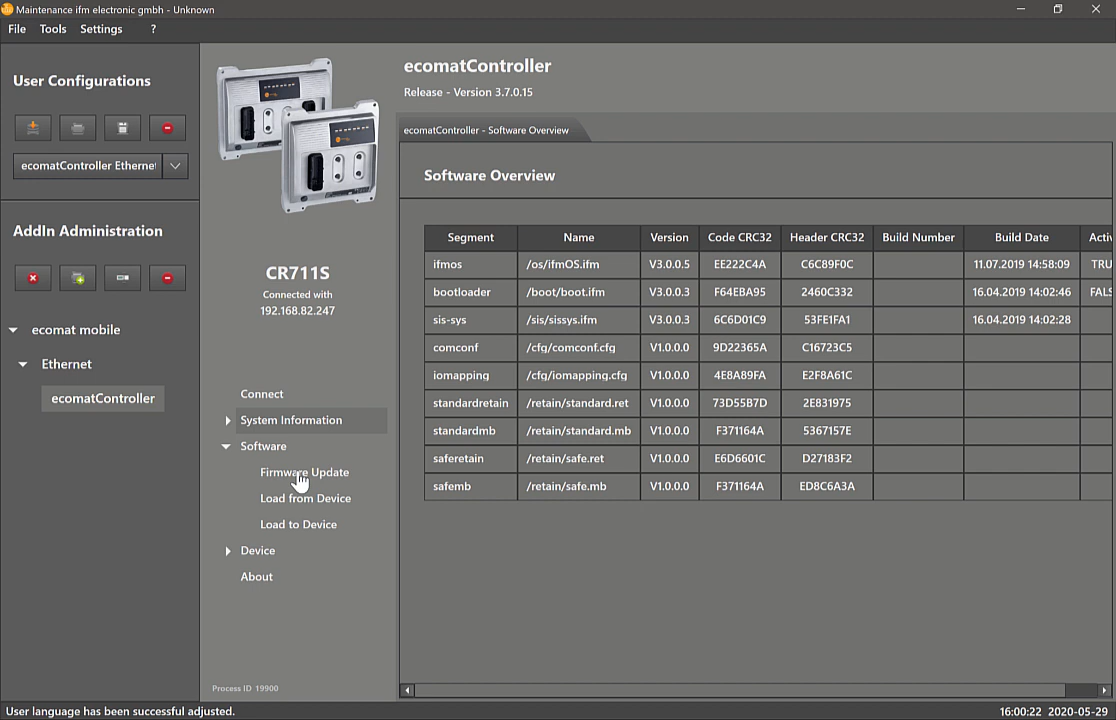 Maintenance ifm electronic gmbh - Unknown
File Tools Settings ?
User Configurations
ecomatController Ethernet
AddIn Administration
ecomat mobile
Ethernet
ecomatController
CR711S
Connected with
192.168.82.247
Connect
System Information
Software
Firmware Update
Load from Device
Load to Device
Device
About
Process ID 19900
ecomatController
Release - Version 3.7.0.15
ecomatController - Software Overview
Software Overview
Segment Name Version Code CRC32 Header CRC32 Build Number Build Date Activ
ifmos /os/ifmOS.ifm V3.0.0.5 EE222C4A C6C89F0C 11.07.2019 14:58:09 TRU
bootloader /boot/boot.ifm V3.0.0.3 F64EBA95 2460C332 16.04.2019 14:02:46 FALS
sis-sys /sis/sissys.ifm V3.0.0.3 6C6D01C9 53FE1FA1 16.04.2019 14:02:28
comconf /cfg/comconf.cfg V1.0.0.0 9D22365A C16723C5
iomapping /cfg/iomapping.cfg V1.0.0.0 4E8A89FA E2F8A61C
standardretain /retain/standard.ret V1.0.0.0 73D55B7D 2E831975
standardmb /retain/standard.mb V1.0.0.0 F371164A 5367157E
saferetain /retain/safe.ret V1.0.0.0 E6D6601C D27183F2
safemb /retain/safe.mb V1.0.0.0 F371164A ED8C6A3A
User language has been successful adjusted.
16:00:22 2020-05-29